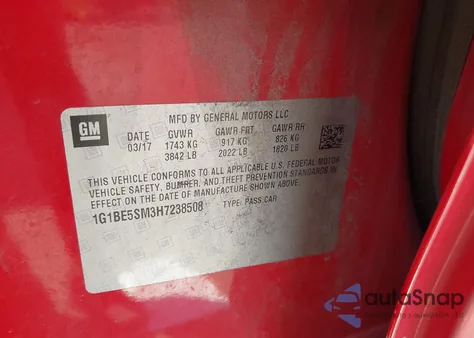 MFD BY GENERAL MOTORS LLC
GM
03/17 GVWR GAWR FRT GAWR RR
1743 KG 917 KG 826 KG
3842 LB 2022 LB 1820 LB
THIS VEHICLE CONFORMS TO ALL APPLICABLE U.S. FEDERAL MOTOR
VEHICLE SAFETY, BUMPER, AND THEFT PREVENTION STANDARDS IN
EFFECT ON THE DATE OF MANUFACTURE SHOWN ABOVE.
1G1BE5SM3H7238508 TYPE: PASS CAR
autoSnap